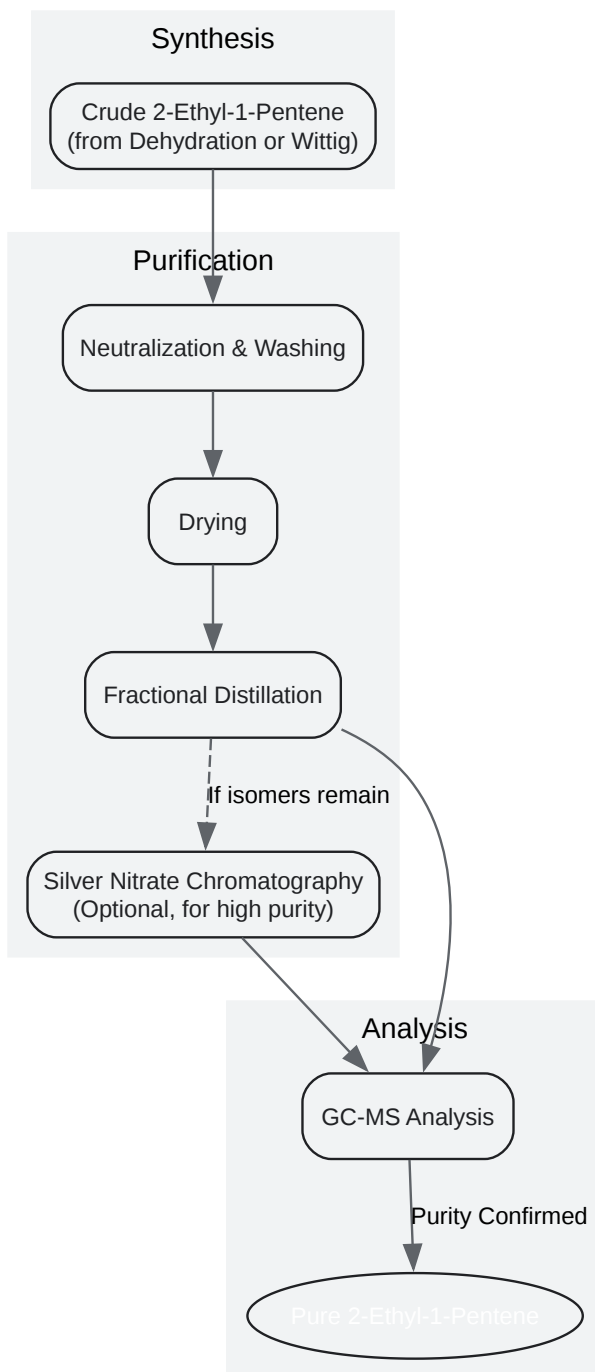 Synthesis
Crude 2-Ethyl-1-Pentene
(from Dehydration or Wittig)
Purification
Neutralization & Washing
Drying
Fractional Distillation
If isomers remain
Silver Nitrate Chromatography
(Optional, for high purity)
Analysis
GC-MS Analysis
Purity Confirmed
Pure 2-Ethyl-1-Pentene